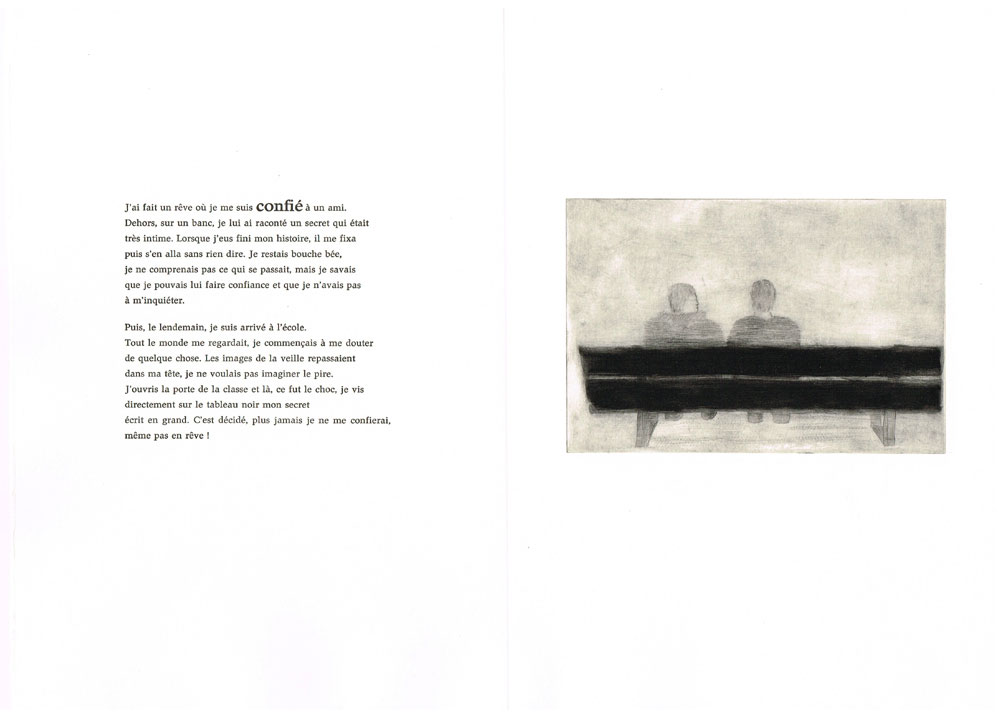 J'ai fait un rêve où je me suis confié à un ami.
Dehors, sur un banc, je lui ai raconté un secret qui était
très intime. Lorsque j'eus fini mon histoire, il me fixa
puis s'en alla sans rien dire. Je restais bouche bée,
je ne comprenais pas ce qui se passait, mais je savais
que je pouvais lui faire confiance et que je n'avais pas
à m'inquiéter.
Puis, le lendemain, je suis arrivé à l'école.
Tout le monde me regardait, je commençais à me douter
de quelque chose. Les images de la veille repassaient
dans ma tête, je ne voulais pas imaginer le pire.
J'ouvris la porte de la classe et là, ce fut le choc, je vis
directement sur le tableau noir mon secret
écrit en grand. C'est décidé, plus jamais je ne me confierai,
même pas en rêve !